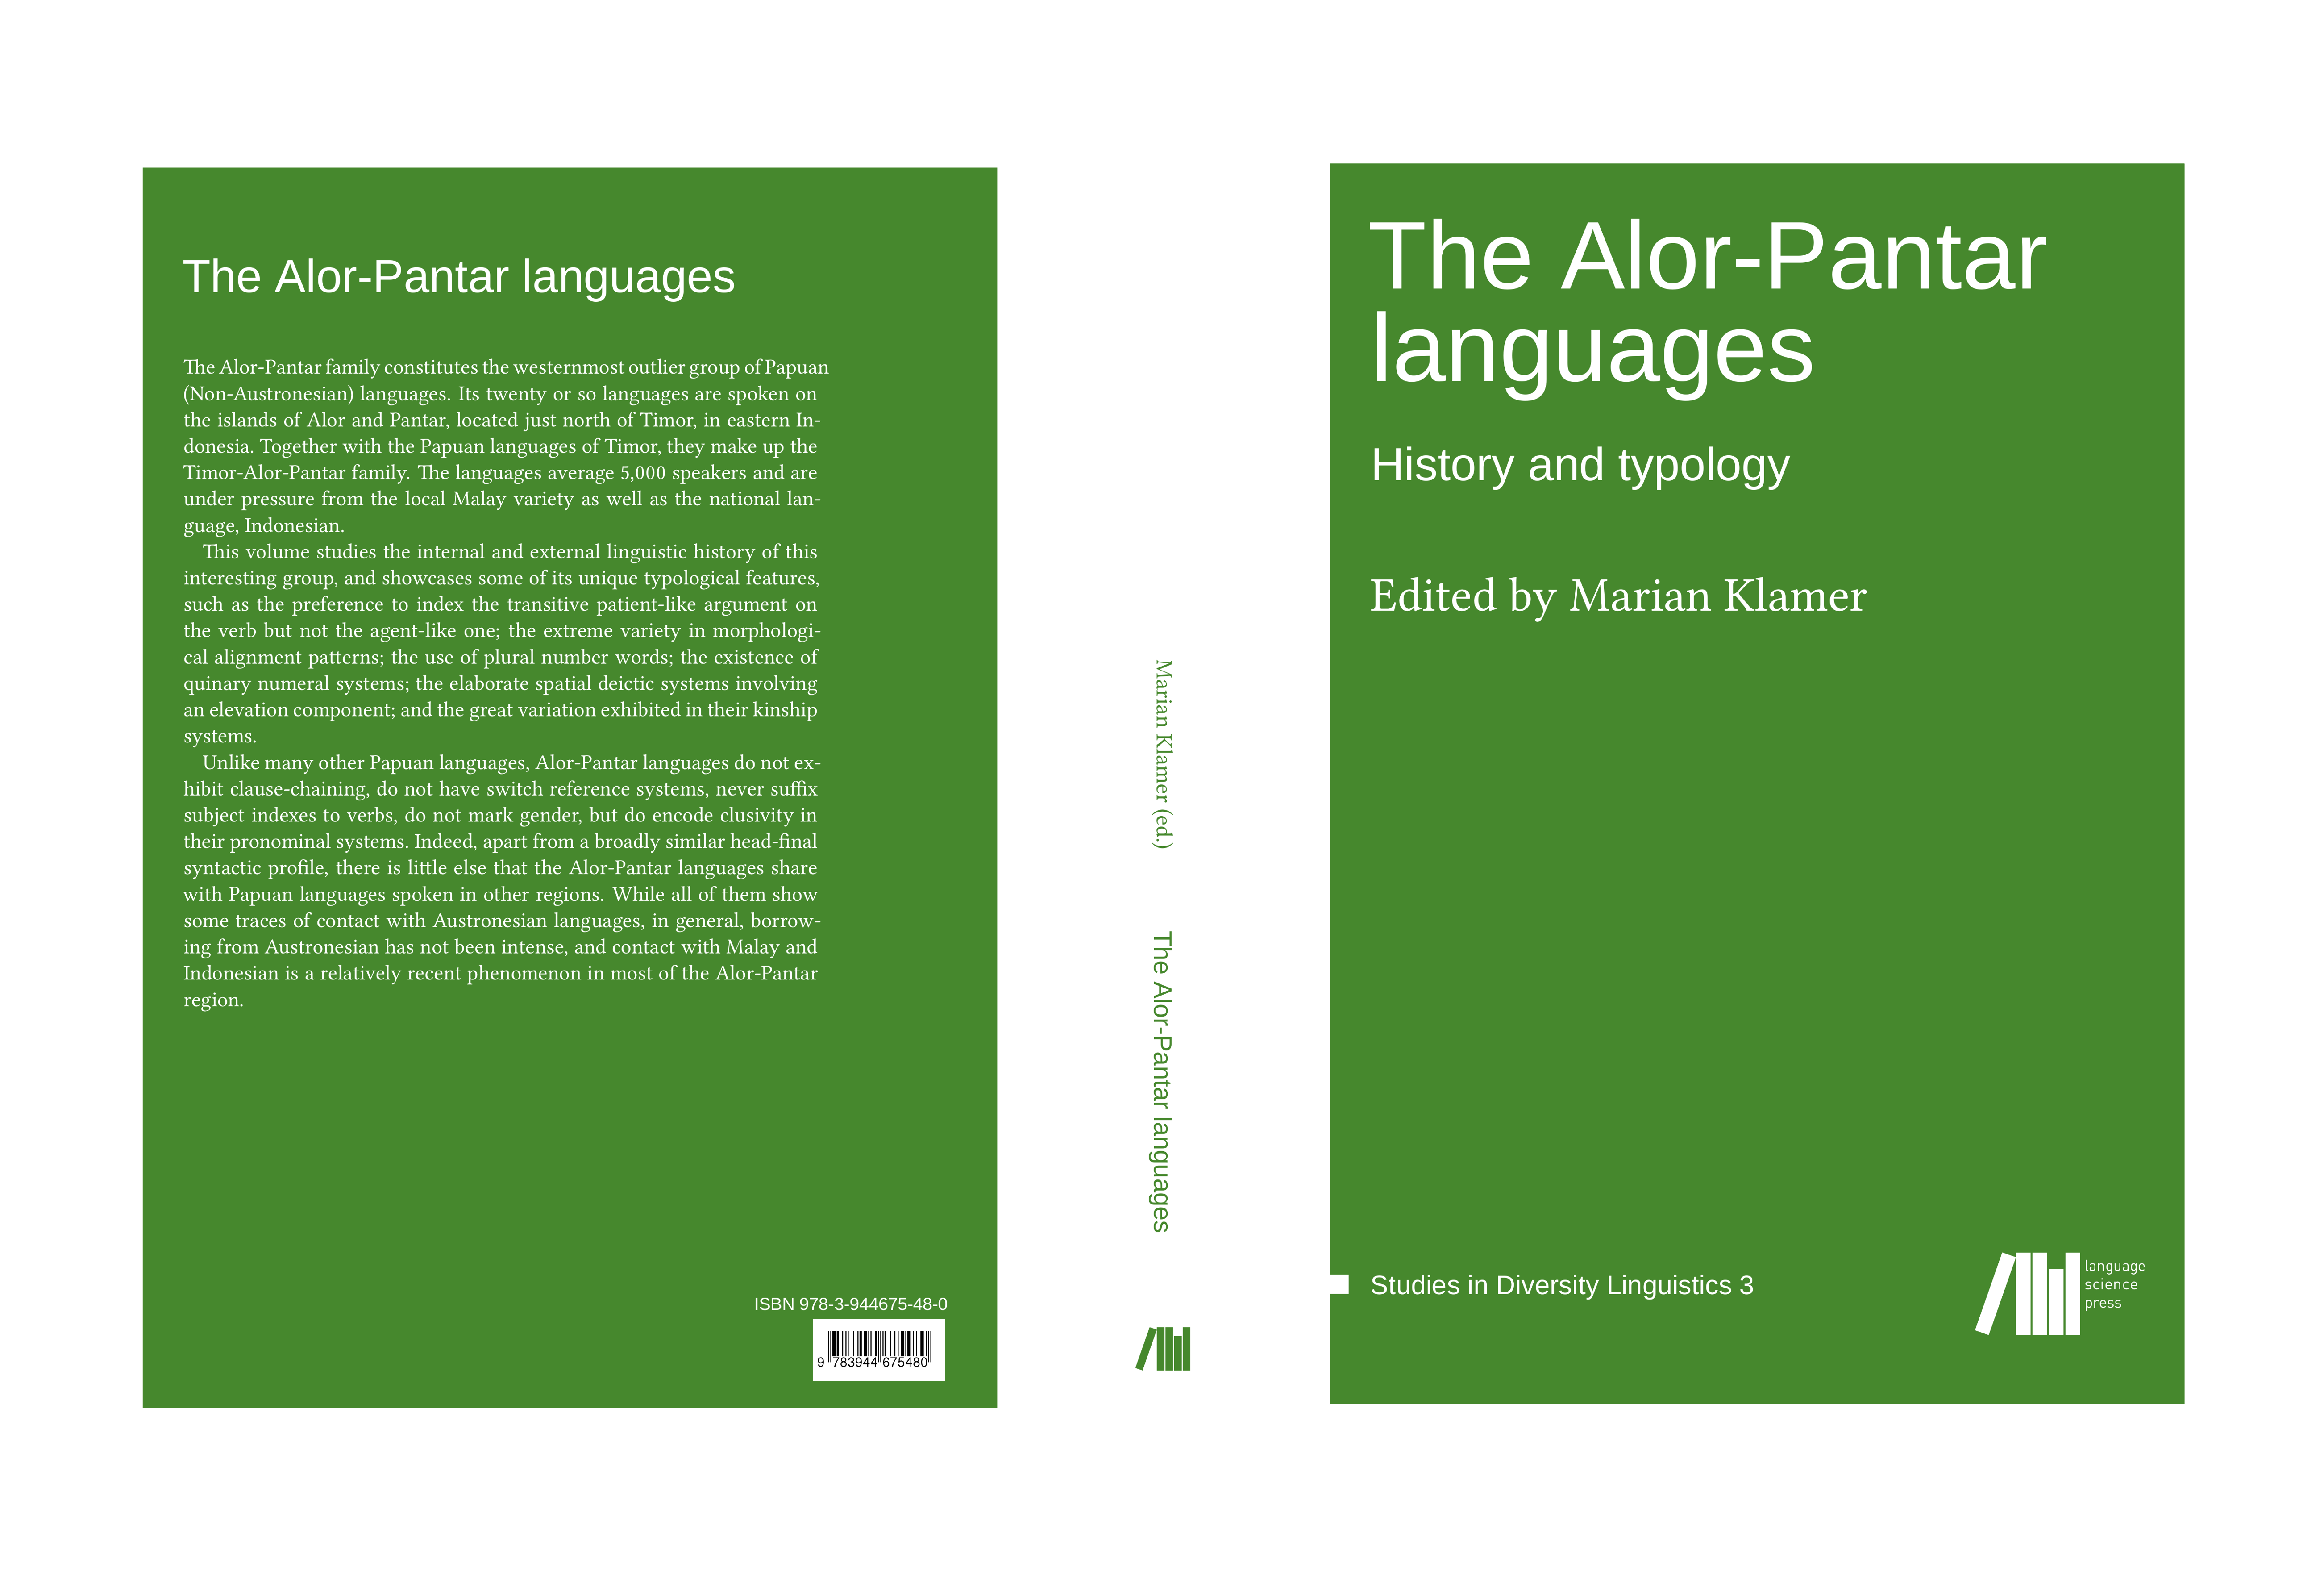 The Alor-Pantar languages
The Alor-Pantar family constitutes the westernmost outlier group of Papuan
(Non-Austronesian) languages. Its twenty or so languages are spoken on
the islands of Alor and Pantar, located just north of Timor, in eastern In-
donesia. Together with the Papuan languages of Timor, they make up the
Timor-Alor-Pantar family. The languages average 5,000 speakers and are
under pressure from the local Malay variety as well as the national lan-
guage, Indonesian.
This volume studies the internal and external linguistic history of this
interesting group, and showcases some of its unique typological features,
such as the preference to index the transitive patient-like argument on
the verb but not the agent-like one; the extreme variety in morphologi-
cal alignment patterns; the use of plural number words; the existence of
quinary numeral systems; the elaborate spatial deictic systems involving
an elevation component; and the great variation exhibited in their kinship
systems.
Unlike many other Papuan languages, Alor-Pantar languages do not ex-
hibit clause-chaining, do not have switch reference systems, never suffix
subject indexes to verbs, do not mark gender, but do encode clusivity in
their pronominal systems. Indeed, apart from a broadly similar head-final
syntactic profile, there is little else that the Alor-Pantar languages share
with Papuan languages spoken in other regions. While all of them show
some traces of contact with Austronesian languages, in general, borrow-
ing from Austronesian has not been intense, and contact with Malay and
Indonesian is a relatively recent phenomenon in most of the Alor-Pantar
region.
ISBN 978-3-944675-48-0
9 783944 675480
Marian Klamer (ed.)
The Alor-Pantar languages
The Alor-Pantar
languages
History and typology
Edited by Marian Klamer
Studies in Diversity Linguistics 3
language
science
press